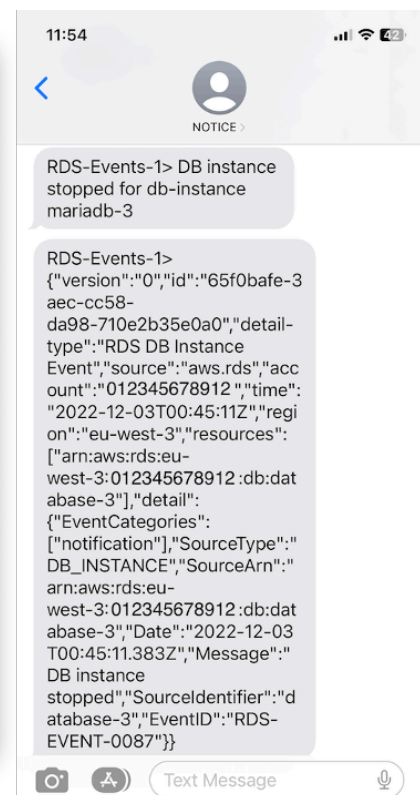 11:54
42
NOTICE >
RDS-Events-1> DB instance
stopped for db-instance
mariadb-3
RDS-Events-1>
{"version":"0","id":"65f0bafe-3
aec-cc58-
da98-710e2b35e0a0","detail-
type":"RDS DB Instance
Event","source":"aws.rds","acc
ount":"012345678912 ","time":
"2022-12-03T00:45:11Z","regi
on":"eu-west-3","resources":
["arn:aws:rds:eu-
west-3:012345678912 :db:dat
abase-3"],"detail":
{"EventCategories":
["notification"],"SourceType":"
DB_INSTANCE","SourceArn":"
arn:aws:rds:eu-
west-3:012345678912 :db:dat
abase-3","Date":"2022-12-03
T00:45:11.383Z","Message":"
DB instance
stopped","SourceIdentifier":"d
atabase-3","EventID":"RDS-
EVENT-0087"}}
Text Message